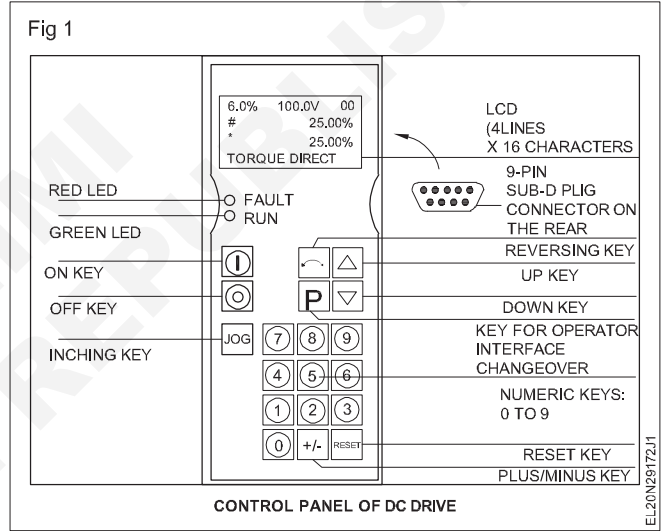 Fig 1
6.0% 100.0V 00
# 25.00%
* 25.00%
TORQUE DIRECT
FAULT
RUN
RED LED
GREEN LED
ON KEY
OFF KEY
INCHING KEY
P
JOG
7 8 9
4 5 6
1 2 3
0 +/- RESET
LCD
(4LINES
X 16 CHARACTERS
9-PIN
SUB-D PLIG
CONNECTOR ON
THE REAR
REVERSING KEY
UP KEY
DOWN KEY
KEY FOR OPERATOR
INTERFACE
CHANGEOVER
NUMERIC KEYS:
0 TO 9
RESET KEY
PLUS/MINUS KEY
CONTROL PANEL OF DC DRIVE
EL20N29172J1